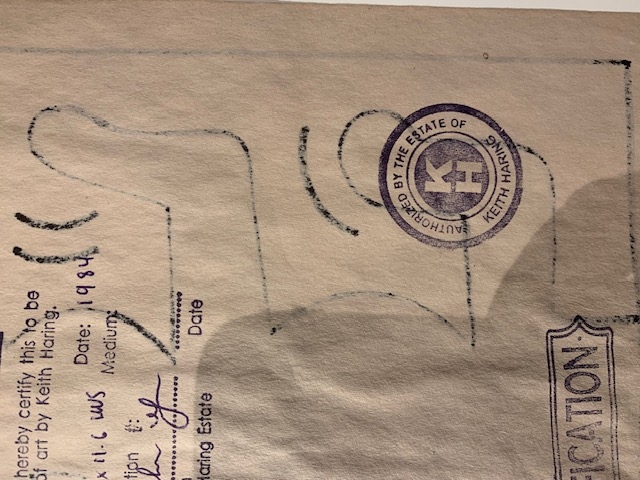 AUTHORIZED BY THE ESTATE OF
KEITH HARING
KH
hereby certify this to be
of art by Keith Haring.
x 11.6 INS Date: 1984
Medium:
tion #:
Date
Haring Estate
ICATION